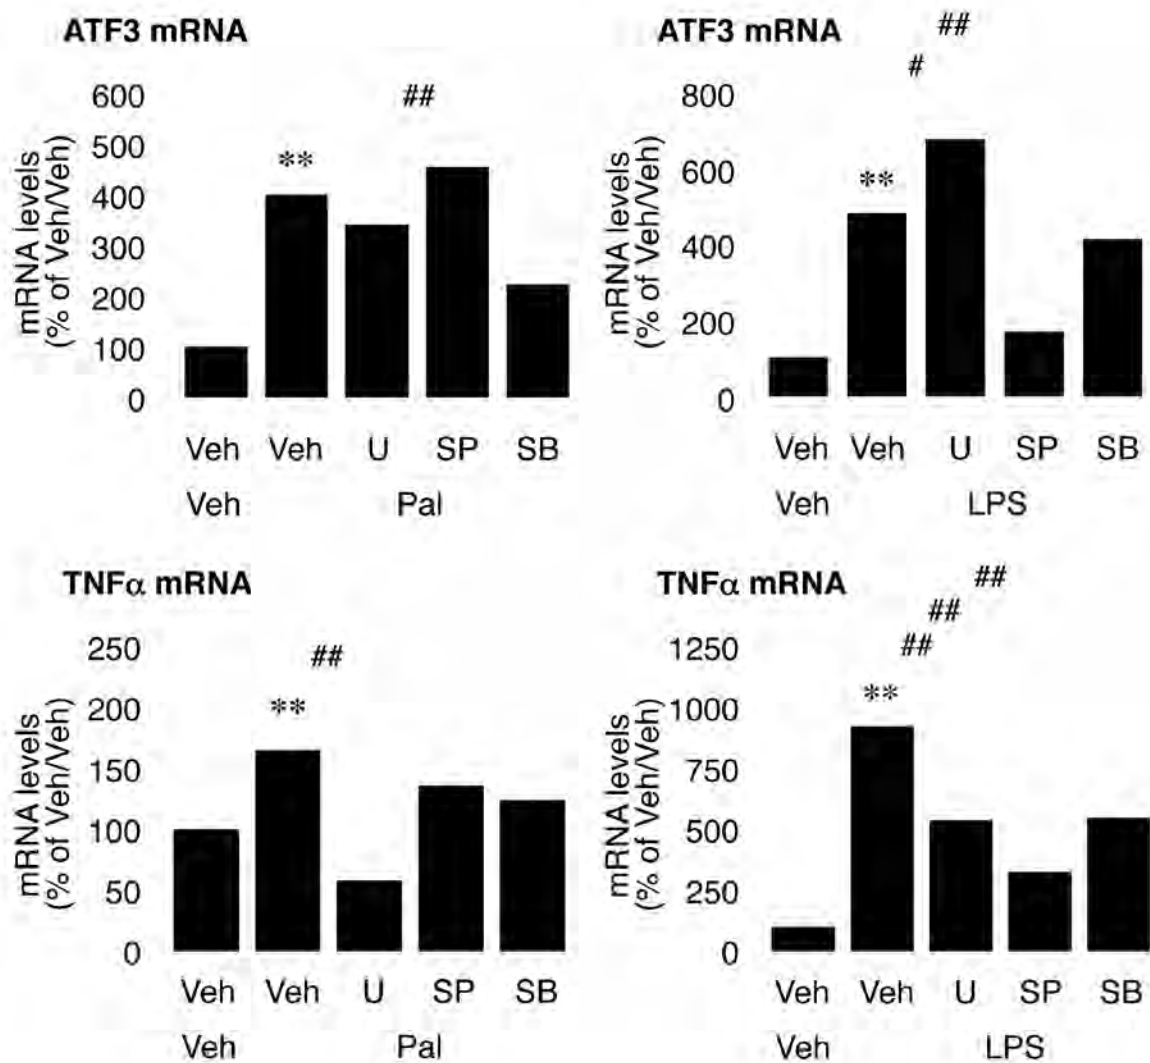 ATF3 mRNA
##
mRNA levels
(% of Veh/Veh)
600
500
400
300
200
100
0
**
Veh Veh U SP SB
Veh Pal
ATF3 mRNA
##
#
mRNA levels
(% of Veh/Veh)
800
600
400
200
0
**
Veh Veh U SP SB
Veh LPS
TNFα mRNA
##
mRNA levels
(% of Veh/Veh)
250
200
150
100
50
0
**
Veh Veh U SP SB
Veh Pal
TNFα mRNA
##
##
##
mRNA levels
(% of Veh/Veh)
1250
1000
750
500
250
0
**
Veh Veh U SP SB
Veh LPS